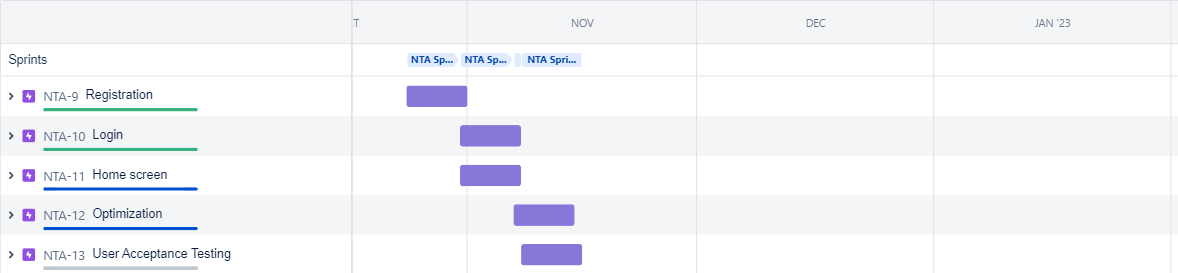 T NOV DEC JAN '23
Sprints NTA Sp... NTA Sp... NTA Spri...
NTA-9 Registration
NTA-10 Login
NTA-11 Home screen
NTA-12 Optimization
NTA-13 User Acceptance Testing